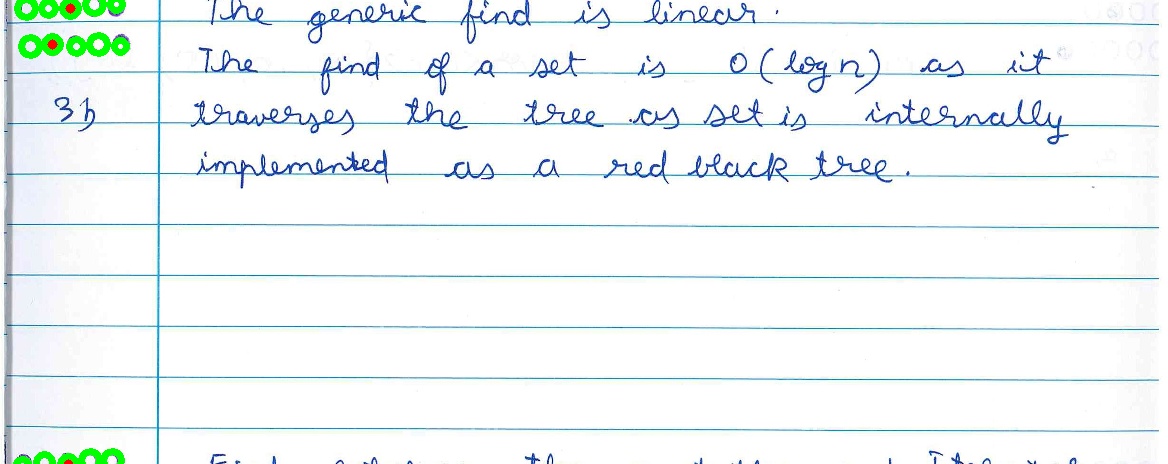 The generic find is linear.
The find of a set is O(log n) as it
3b traverses the tree as set is internally
implemented as a red black tree.